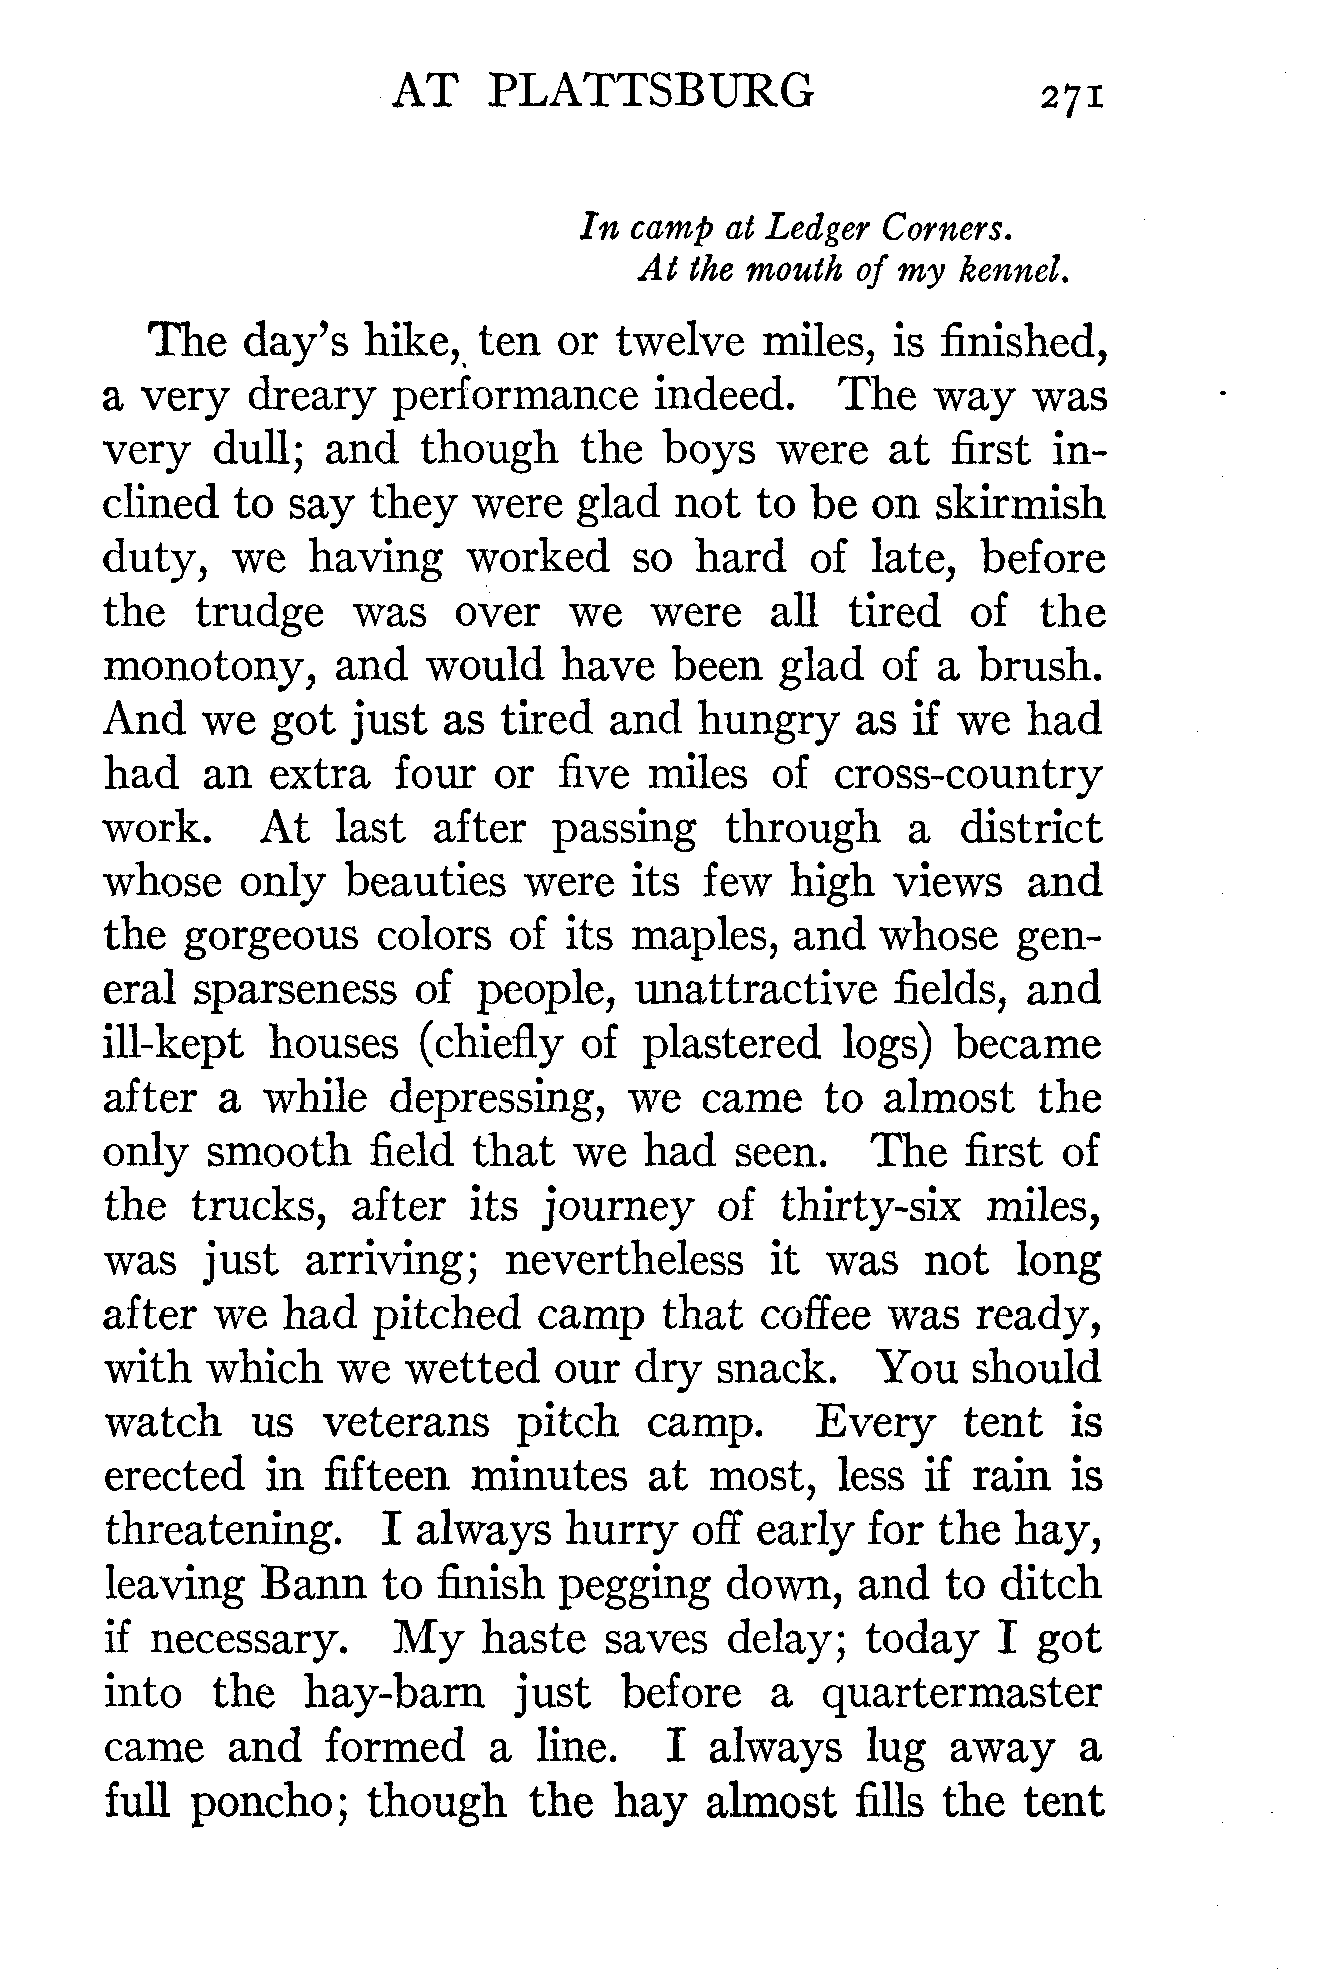 AT PLATTSBURG 271
In camp at Ledger Corners.
At the mouth of my kennel.
The day's hike, ten or twelve miles, is finished,
a very dreary performance indeed. The way was
very dull; and though the boys were at first in-
clined to say they were glad not to be on skirmish
duty, we having worked so hard of late, before
the trudge was over we were all tired of the
monotony, and would have been glad of a brush.
And we got just as tired and hungry as if we had
had an extra four or five miles of cross-country
work. At last after passing through a district
whose only beauties were its few high views and
the gorgeous colors of its maples, and whose gen-
eral sparseness of people, unattractive fields, and
ill-kept houses (chiefly of plastered logs) became
after a while depressing, we came to almost the
only smooth field that we had seen. The first of
the trucks, after its journey of thirty-six miles,
was just arriving; nevertheless it was not long
after we had pitched camp that coffee was ready,
with which we wetted our dry snack. You should
watch us veterans pitch camp. Every tent is
erected in fifteen minutes at most, less if rain is
threatening. I always hurry off early for the hay,
leaving Bann to finish pegging down, and to ditch
if necessary. My haste saves delay; today I got
into the hay-barn just before a quartermaster
came and formed a line. I always lug away a
full poncho; though the hay almost fills the tent